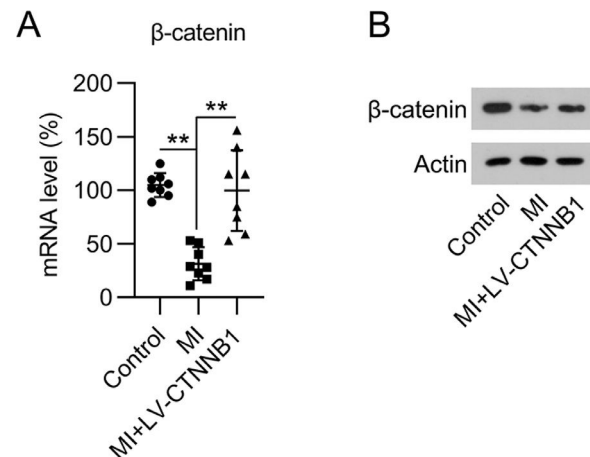 A
β-catenin
mRNA level (%)
200
150
100
50
0
**
**
Control
MI
MI+LV-CTNNB1
B
β-catenin
Actin
Control
MI
MI+LV-CTNNB1